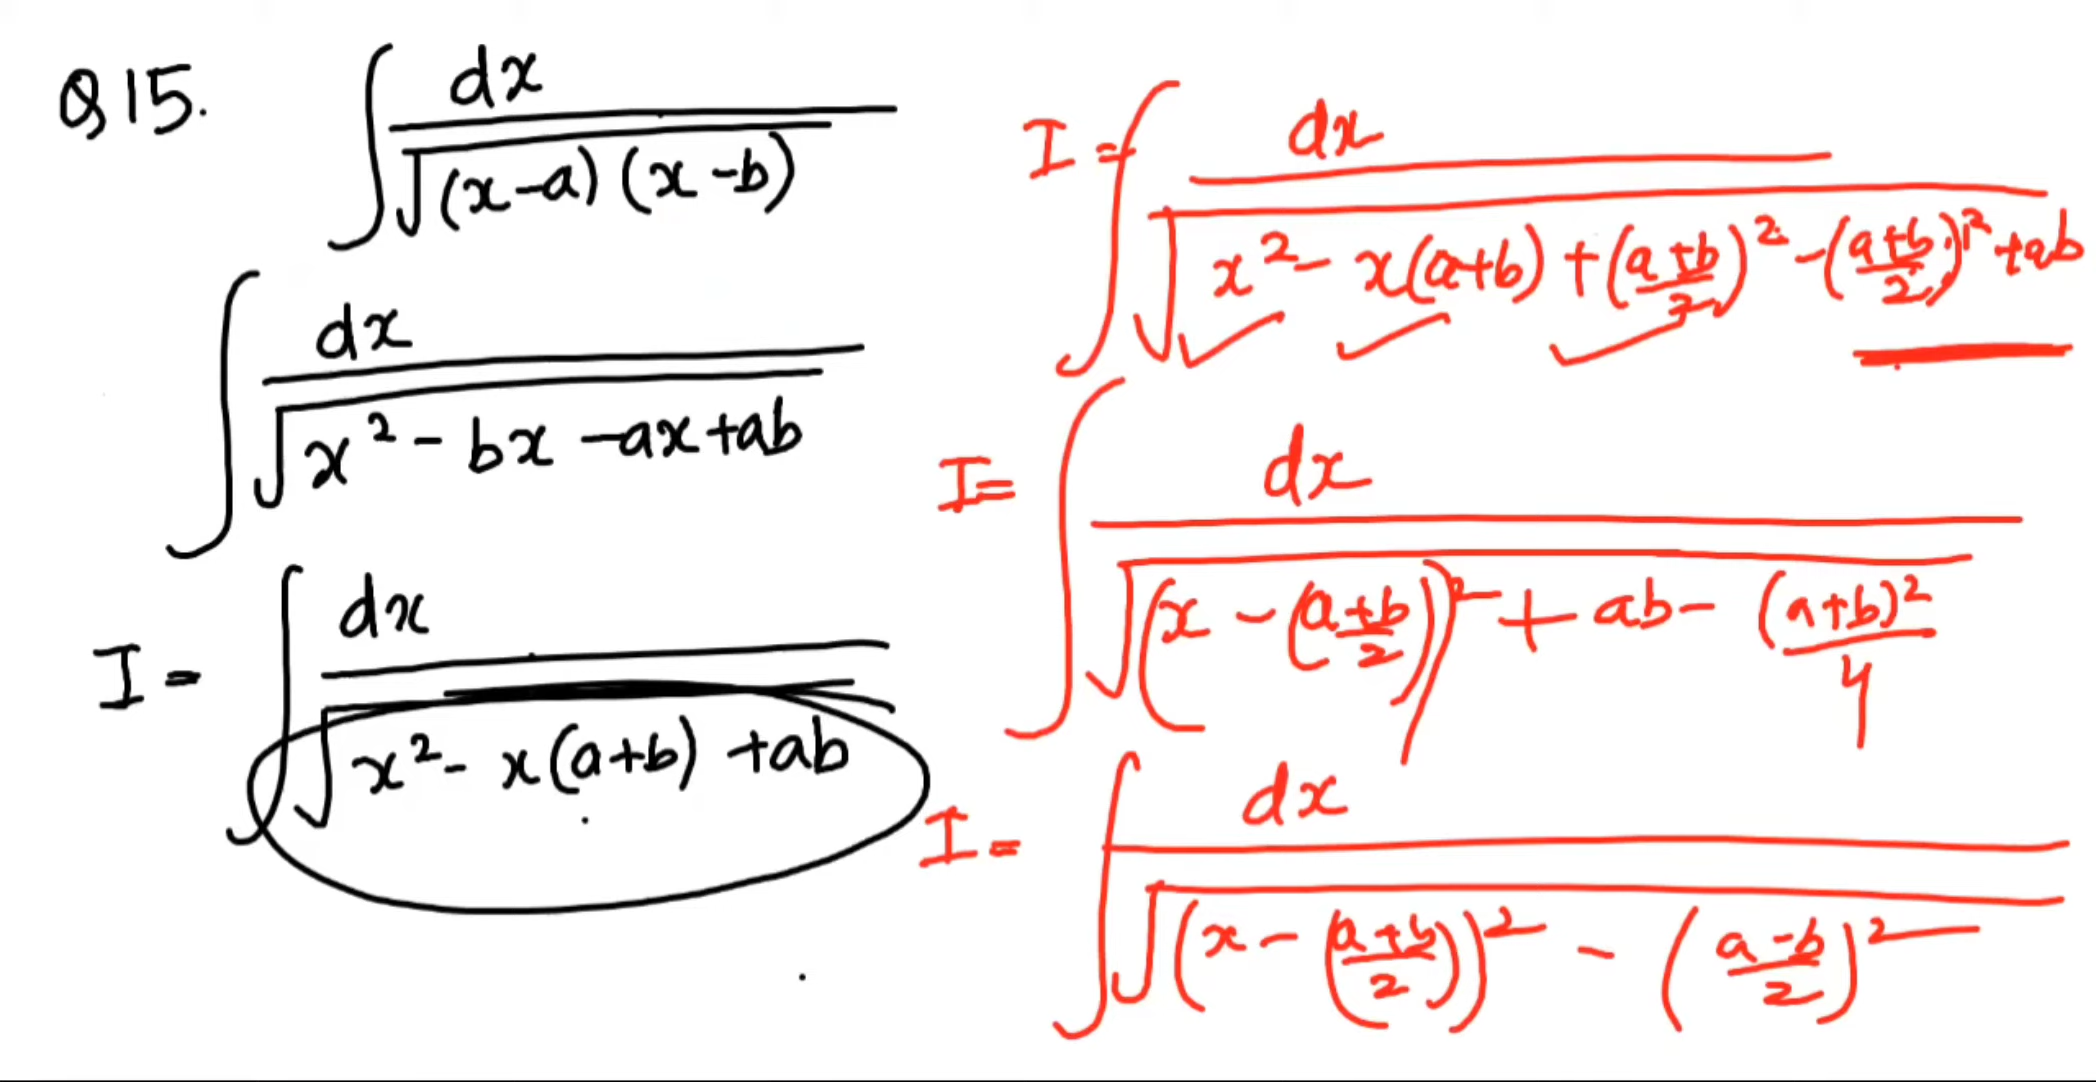 Q15. ∫ dx / √((x-a)(x-b))
∫ dx / √(x² - bx - ax + ab)
I = ∫ dx / √(x² - x(a+b) + ab)
I = ∫ dx / √(x² - x(a+b) + ((a+b)/2)² - ((a+b)/2)² + ab)
I = ∫ dx / √((x - ((a+b)/2))² + ab - (a+b)²/4)
I = ∫ dx / √((x - ((a+b)/2))² - ((a-b)/2)²)